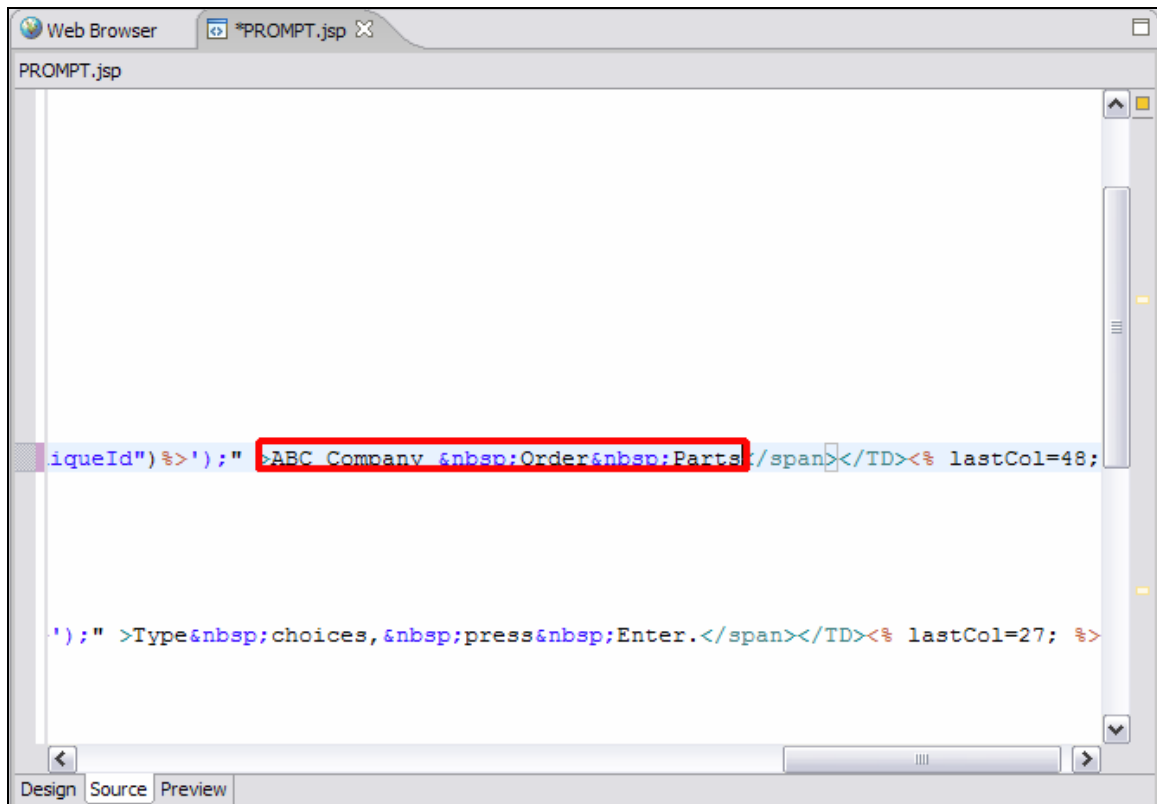 Web Browser *PROMPT.jsp
PROMPT.jsp
iqueId")%>');" >ABC Company &nbsp;Order&nbsp;Parts</span></TD><% lastCol=48;
');" >Type&nbsp;choices,&nbsp;press&nbsp;Enter.</span></TD><% lastCol=27; %>
Design Source Preview